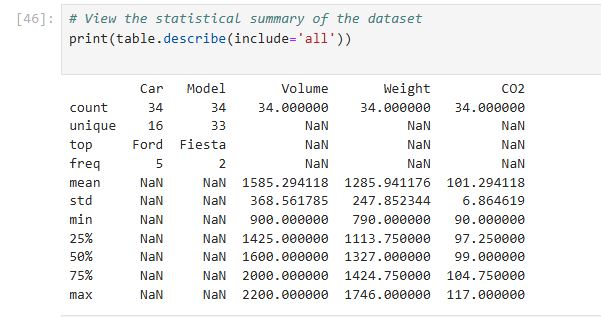 [46]: # View the statistical summary of the dataset
print(table.describe(include='all'))
Car Model Volume Weight CO2
count 34 34 34.000000 34.000000 34.000000
unique 16 33 NaN NaN NaN
top Ford Fiesta NaN NaN NaN
freq 5 2 NaN NaN NaN
mean NaN NaN 1585.294118 1285.941176 101.294118
std NaN NaN 368.561785 247.852344 6.864619
min NaN NaN 900.000000 790.000000 90.000000
25% NaN NaN 1425.000000 1113.750000 97.250000
50% NaN NaN 1600.000000 1327.000000 99.000000
75% NaN NaN 2000.000000 1424.750000 104.750000
max NaN NaN 2200.000000 1746.000000 117.000000